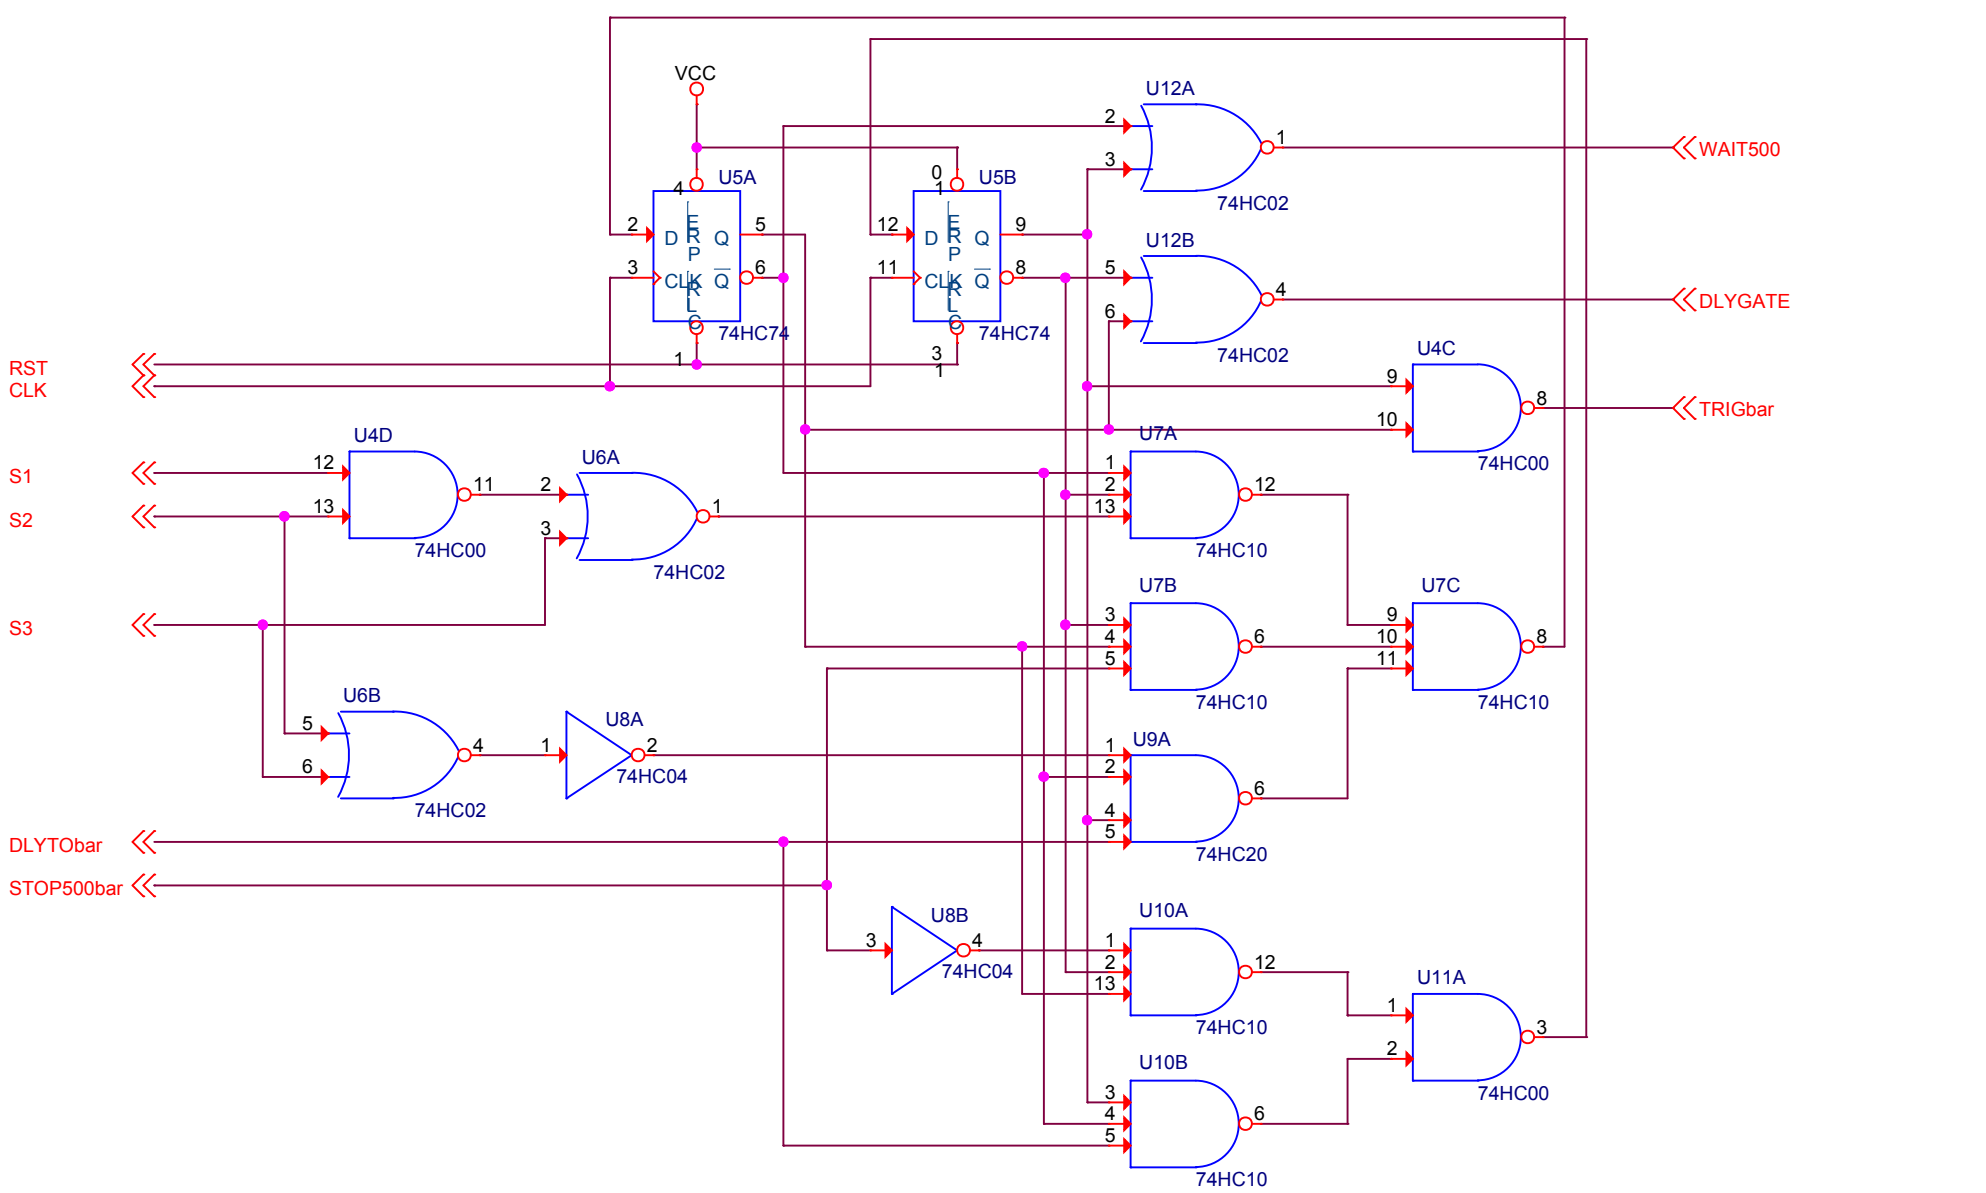 VCC
U12A
2
1
3
WAIT500
74HC02
U5A
4
2
D
Q
5
3
CLK
Q
6
PRE
CLR
74HC74
1
U5B
0
1
12
D
Q
9
11
CLK
Q
8
PRE
CLR
74HC74
3
1
U12B
5
4
6
DLYGATE
74HC02
RST
CLK
U4C
9
8
10
TRIGbar
74HC00
S1
S2
U4D
12
11
13
74HC00
U6A
2
1
3
74HC02
U7A
1
2
13
12
74HC10
S3
U7B
3
4
5
6
74HC10
U7C
9
10
11
8
74HC10
U6B
5
4
6
74HC02
U8A
1
2
74HC04
U9A
1
2
4
5
6
74HC20
DLYTObar
STOP500bar
U8B
3
4
74HC04
U10A
1
2
13
12
74HC10
U11A
1
2
3
74HC00
U10B
3
4
5
6
74HC10